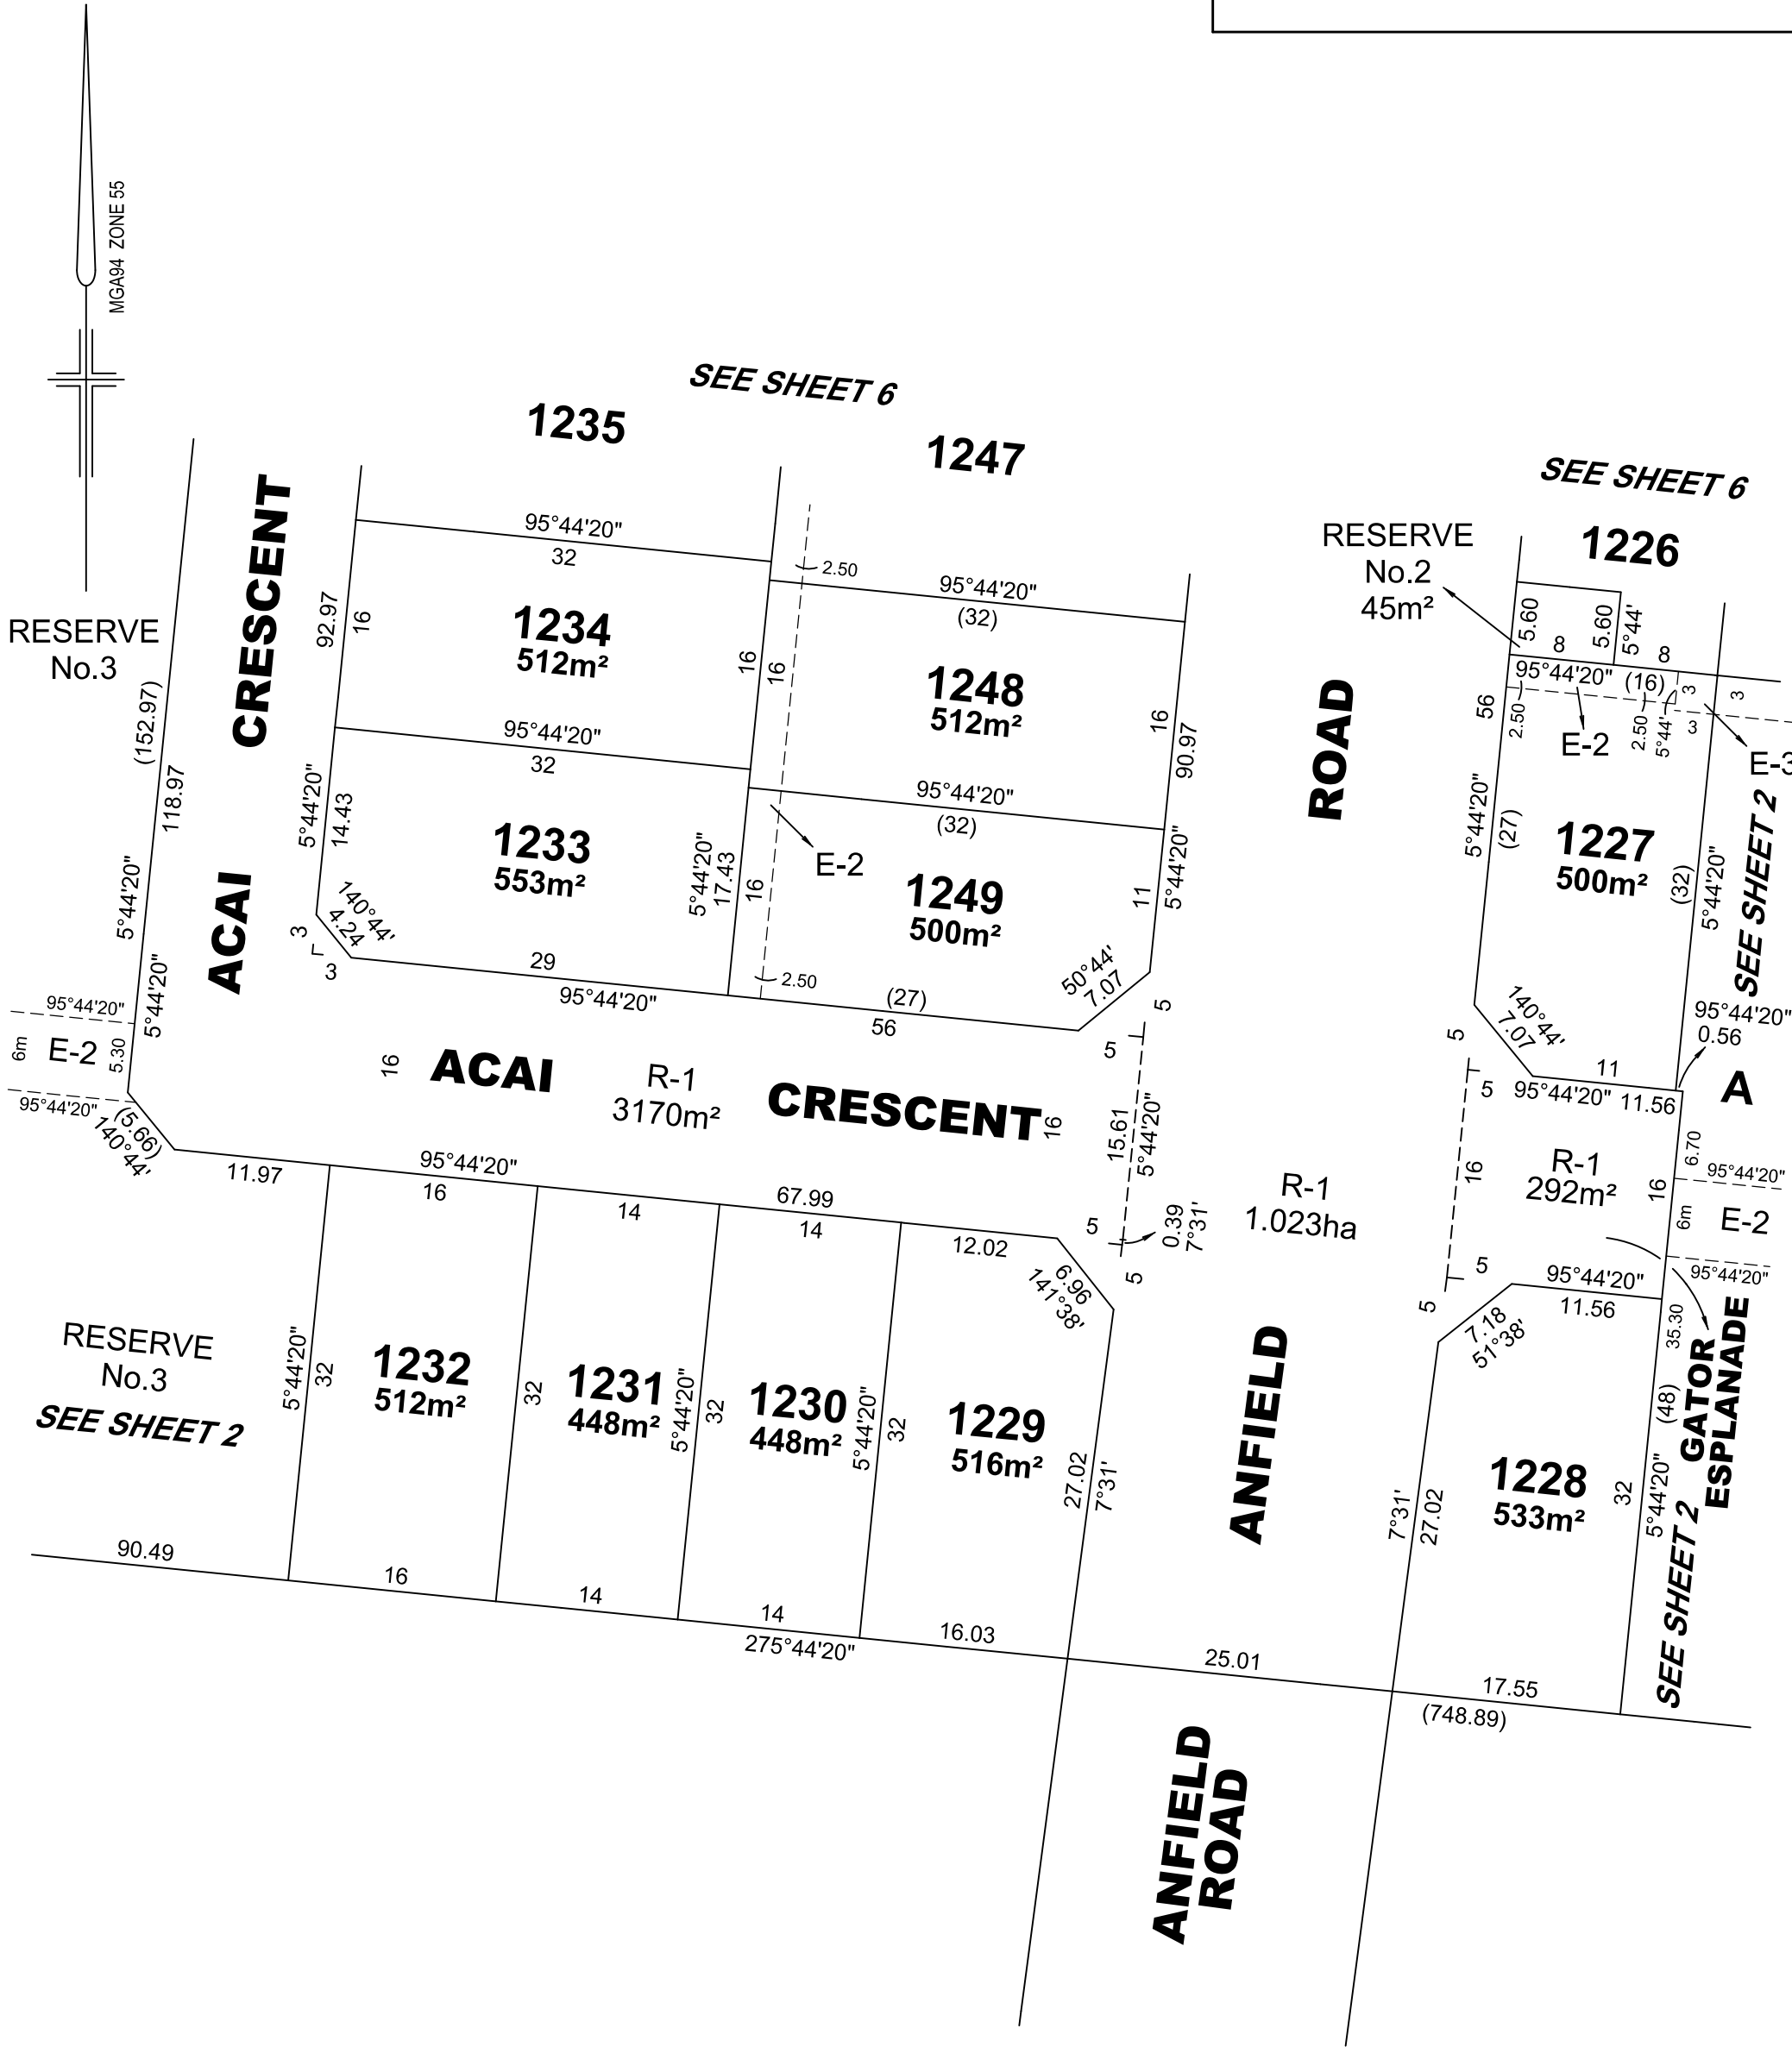 MGA94 ZONE 55
SEE SHEET 6
1235
1247
SEE SHEET 6
1226
RESERVE
No.2
45m²
RESERVE
No.3
ACAI CRESCENT
(152.97)
118.97
5°44'20"
5°44'20"
92.97
16
95°44'20"
32
1234
512m²
16
16
2.50
95°44'20"
(32)
1248
512m²
16
90.97
95°44'20"
32
5°44'20"
14.43
1233
553m²
5°44'20"
17.43
16
E-2
95°44'20"
(32)
1249
500m²
11
5°44'20"
140°44'
4.24
3
3
29
95°44'20"
2.50
(27)
56
50°44'
7.07
5
5
ROAD
5.60
8
5.60
5°44'
8
95°44'20"
(16)
3
3
3
56
2.50
E-2
2.50
5°44'
E-3
5°44'20"
(27)
1227
500m²
(32)
5°44'20"
SEE SHEET 2
140°44'
7.07
5
5
11
95°44'20"
11.56
95°44'20"
0.56
A
95°44'20"
6m
E-2
5.30
95°44'20"
(5.66)
140°44'
16
ACAI
R-1
3170m²
CRESCENT
16
15.61
5°44'20"
5
5
0.39
7°31'
R-1
1.023ha
16
R-1
292m²
16
6.70
95°44'20"
6m
E-2
95°44'20"
11.97
95°44'20"
16
14
67.99
14
12.02
6.96
141°38'
5
5
95°44'20"
11.56
7.18
51°38'
35.30
(48)
GATOR
ESPLANADE
RESERVE
No.3
SEE SHEET 2
5°44'20"
32
1232
512m²
32
1231
448m²
5°44'20"
32
1230
448m²
5°44'20"
32
1229
516m²
27.02
7°31'
ANFIELD
7°31'
27.02
1228
533m²
32
5°44'20"
SEE SHEET 2
90.49
16
14
14
275°44'20"
16.03
25.01
17.55
(748.89)
ANFIELD
ROAD